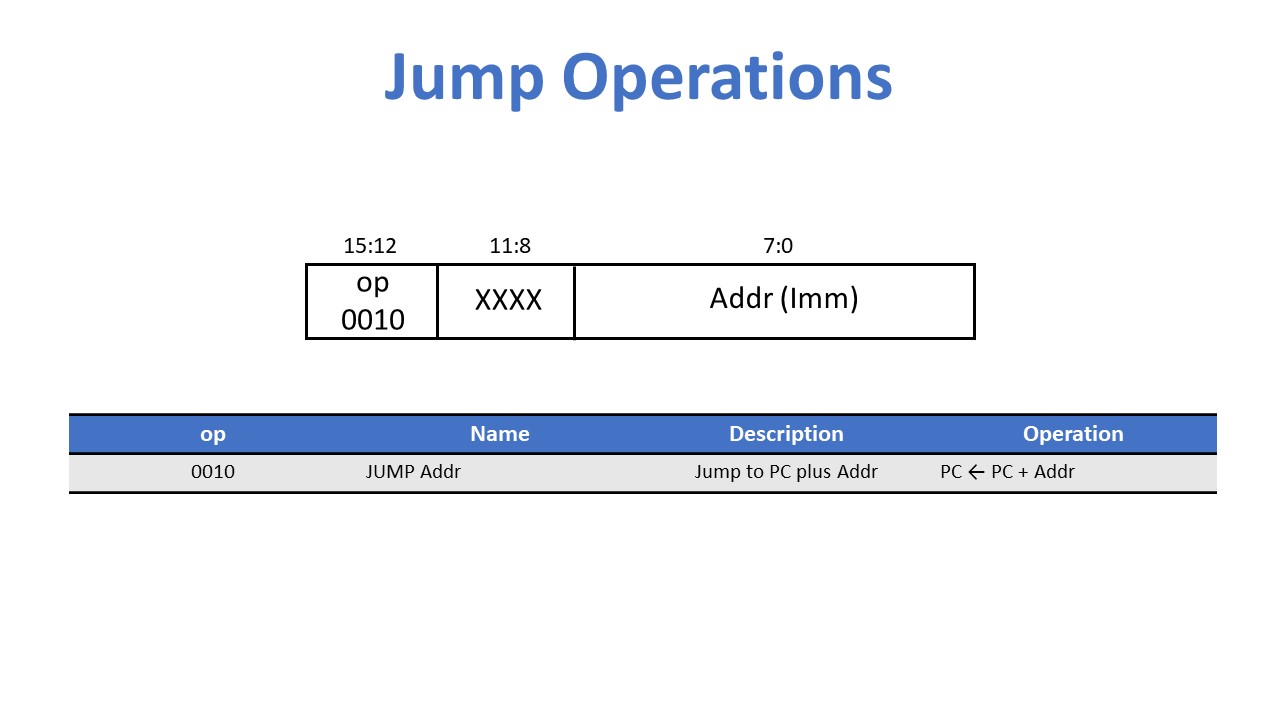 Jump Operations
15:12 11:8 7:0
op
0010 XXXX Addr (Imm)
op Name Description Operation
0010 JUMP Addr Jump to PC plus Addr PC ← PC + Addr